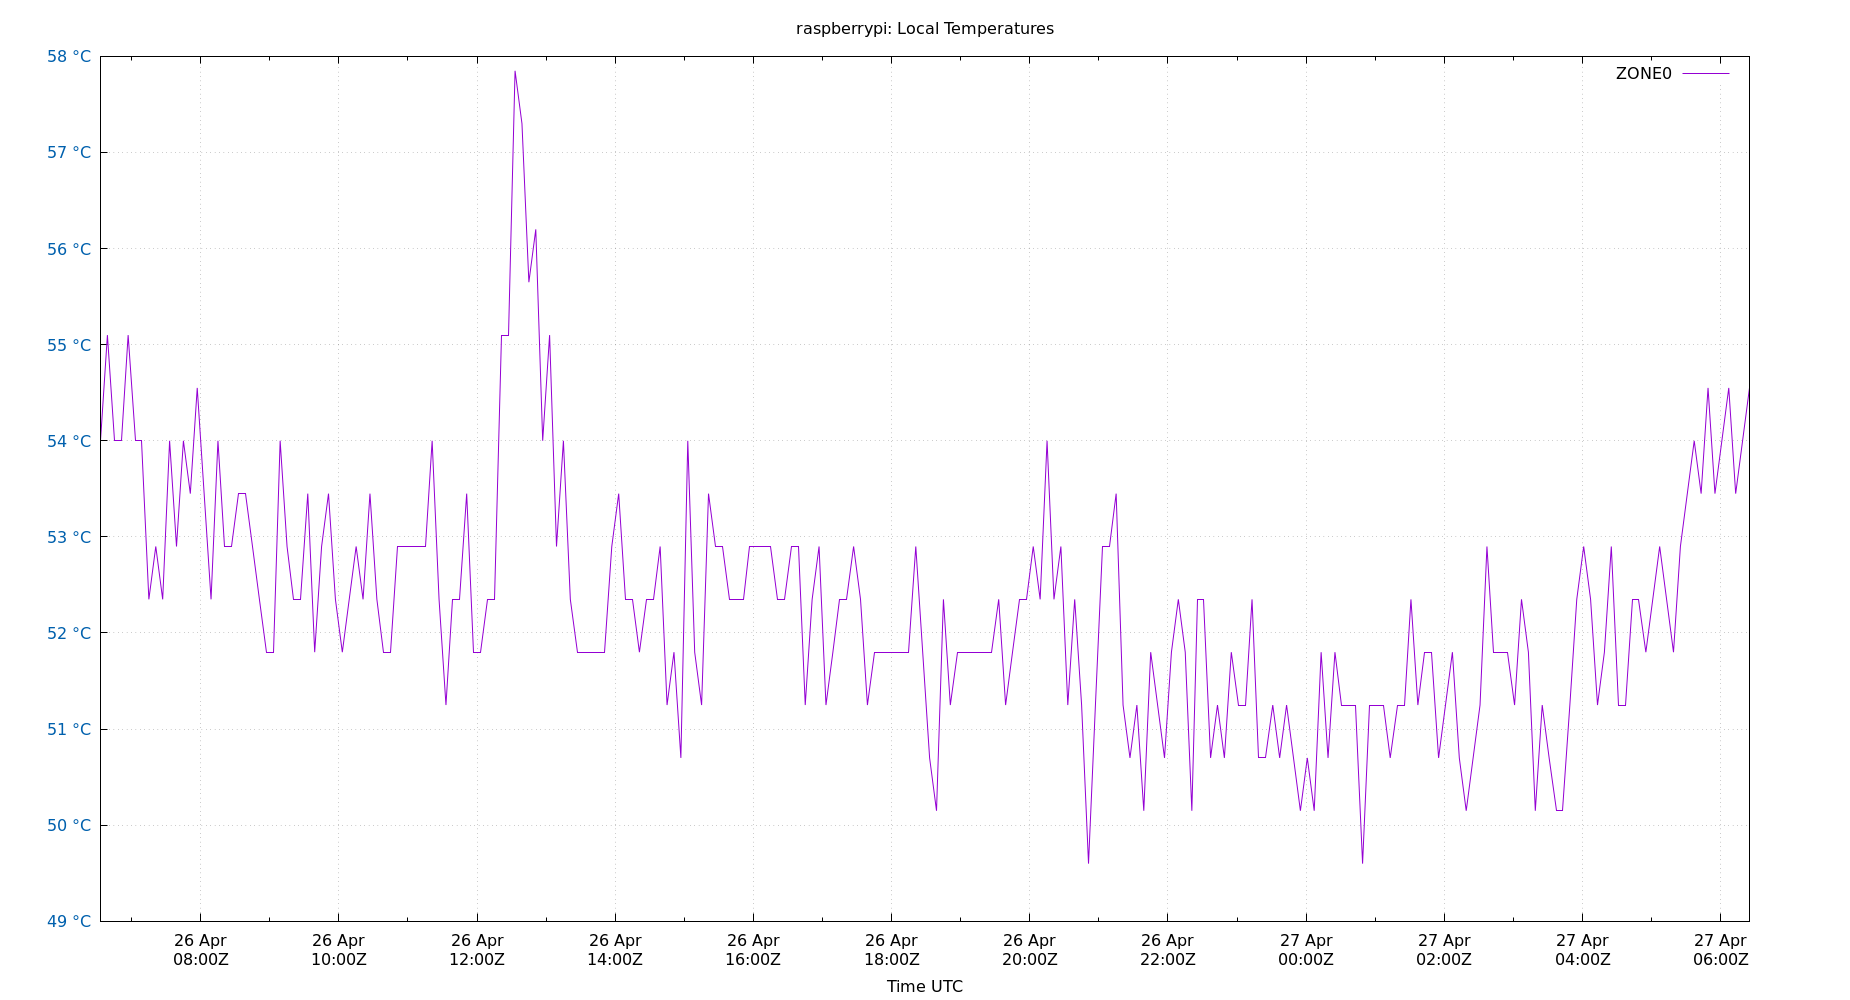 raspberrypi: Local Temperatures
58 °C
ZONE0
57 °C
56 °C
55 °C
54 °C
53 °C
52 °C
51 °C
50 °C
49 °C
26 Apr 26 Apr 26 Apr 26 Apr 26 Apr 26 Apr 26 Apr 26 Apr 27 Apr 27 Apr 27 Apr 27 Apr
08:00Z 10:00Z 12:00Z 14:00Z 16:00Z 18:00Z 20:00Z 22:00Z 00:00Z 02:00Z 04:00Z 06:00Z
Time UTC